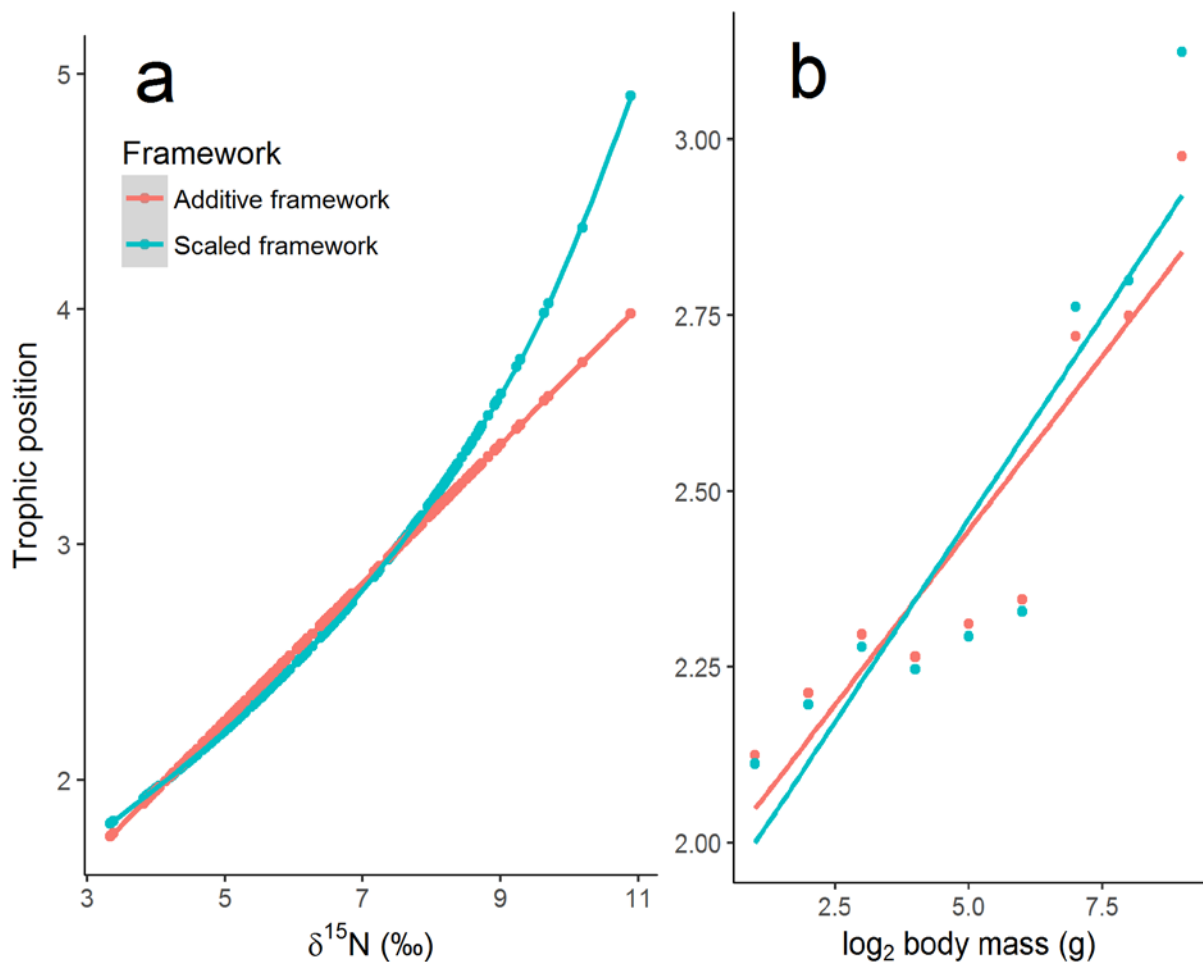 a
b
Framework
Additive framework
Scaled framework
Trophic position
5
4
3
2
3
5
7
9
11
δ¹⁵N (‰)
3.00
2.75
2.50
2.25
2.00
2.5
5.0
7.5
log₂ body mass (g)